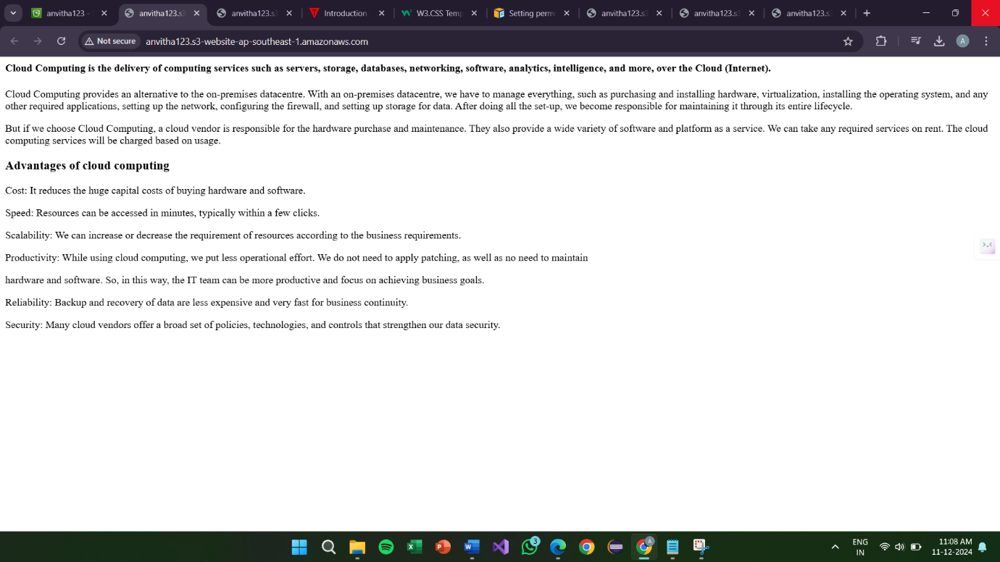 anvitha123 -
anvitha123.s3
anvitha123.s3
Introduction
W3.CSS Temp
Setting perm
anvitha123.s3
anvitha123.s3
anvitha123.s3
Not secure
anvitha123.s3-website-ap-southeast-1.amazonaws.com
A
Cloud Computing is the delivery of computing services such as servers, storage, databases, networking, software, analytics, intelligence, and more, over the Cloud (Internet).
Cloud Computing provides an alternative to the on-premises datacentre. With an on-premises datacentre, we have to manage everything, such as purchasing and installing hardware, virtualization, installing the operating system, and any
other required applications, setting up the network, configuring the firewall, and setting up storage for data. After doing all the set-up, we become responsible for maintaining it through its entire lifecycle.
But if we choose Cloud Computing, a cloud vendor is responsible for the hardware purchase and maintenance. They also provide a wide variety of software and platform as a service. We can take any required services on rent. The cloud
computing services will be charged based on usage.
Advantages of cloud computing
Cost: It reduces the huge capital costs of buying hardware and software.
Speed: Resources can be accessed in minutes, typically within a few clicks.
Scalability: We can increase or decrease the requirement of resources according to the business requirements.
Productivity: While using cloud computing, we put less operational effort. We do not need to apply patching, as well as no need to maintain
hardware and software. So, in this way, the IT team can be more productive and focus on achieving business goals.
Reliability: Backup and recovery of data are less expensive and very fast for business continuity.
Security: Many cloud vendors offer a broad set of policies, technologies, and controls that strengthen our data security.
3
A
ENG
IN
11:08 AM
11-12-2024